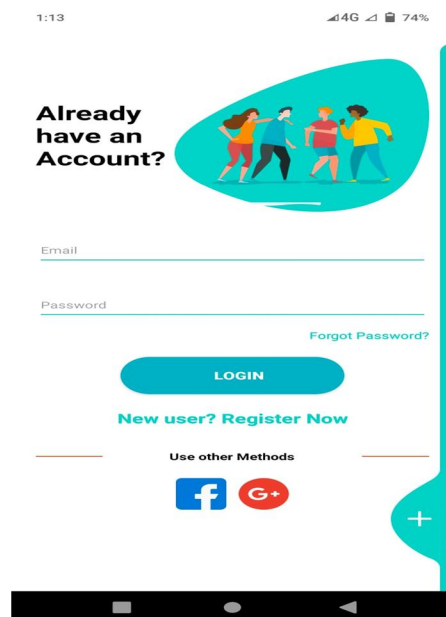 1:13
4G 74%
Already
have an
Account?
Email
Password
Forgot Password?
LOGIN
New user? Register Now
Use other Methods
f G+
+